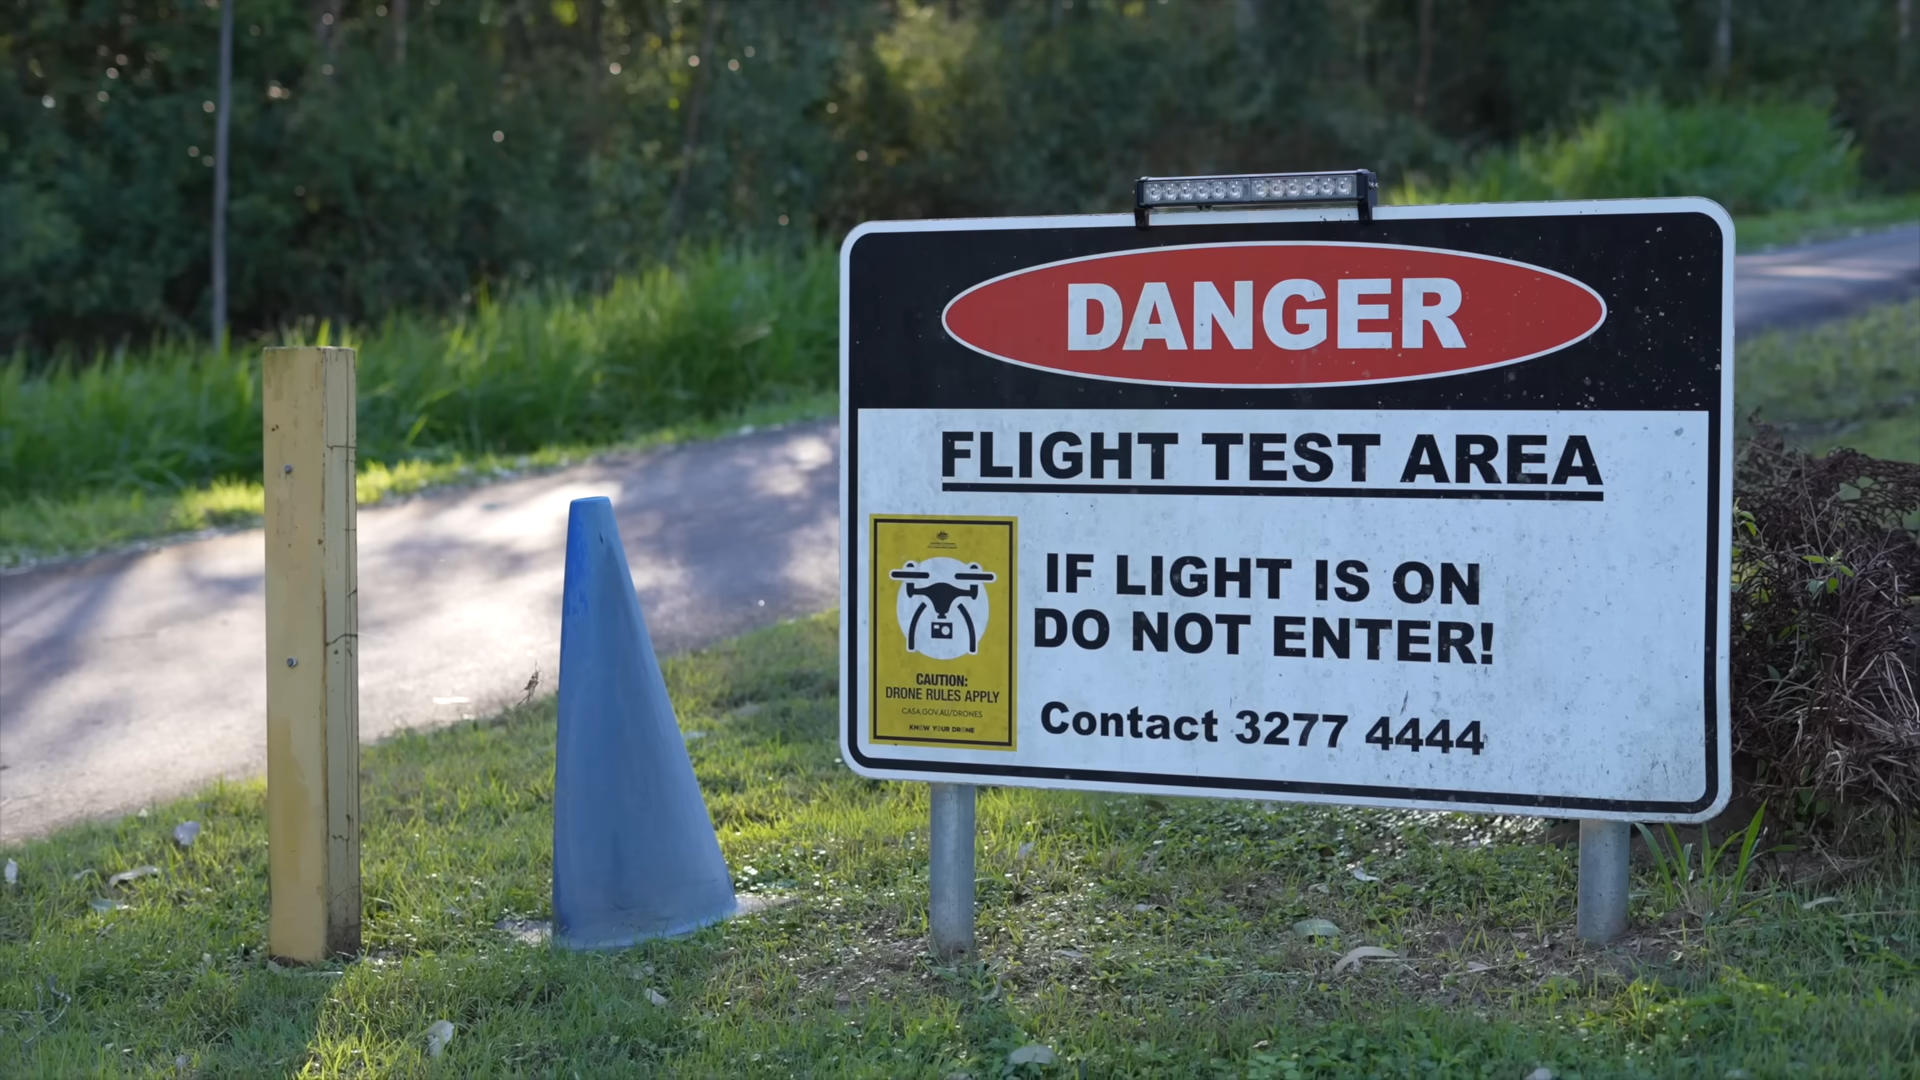 DANGER
FLIGHT TEST AREA
IF LIGHT IS ON
DO NOT ENTER!
Contact 3277 4444
CAUTION:
DRONE RULES APPLY
CASA.GOV.AU/DRONES
KNOW YOUR DRONE